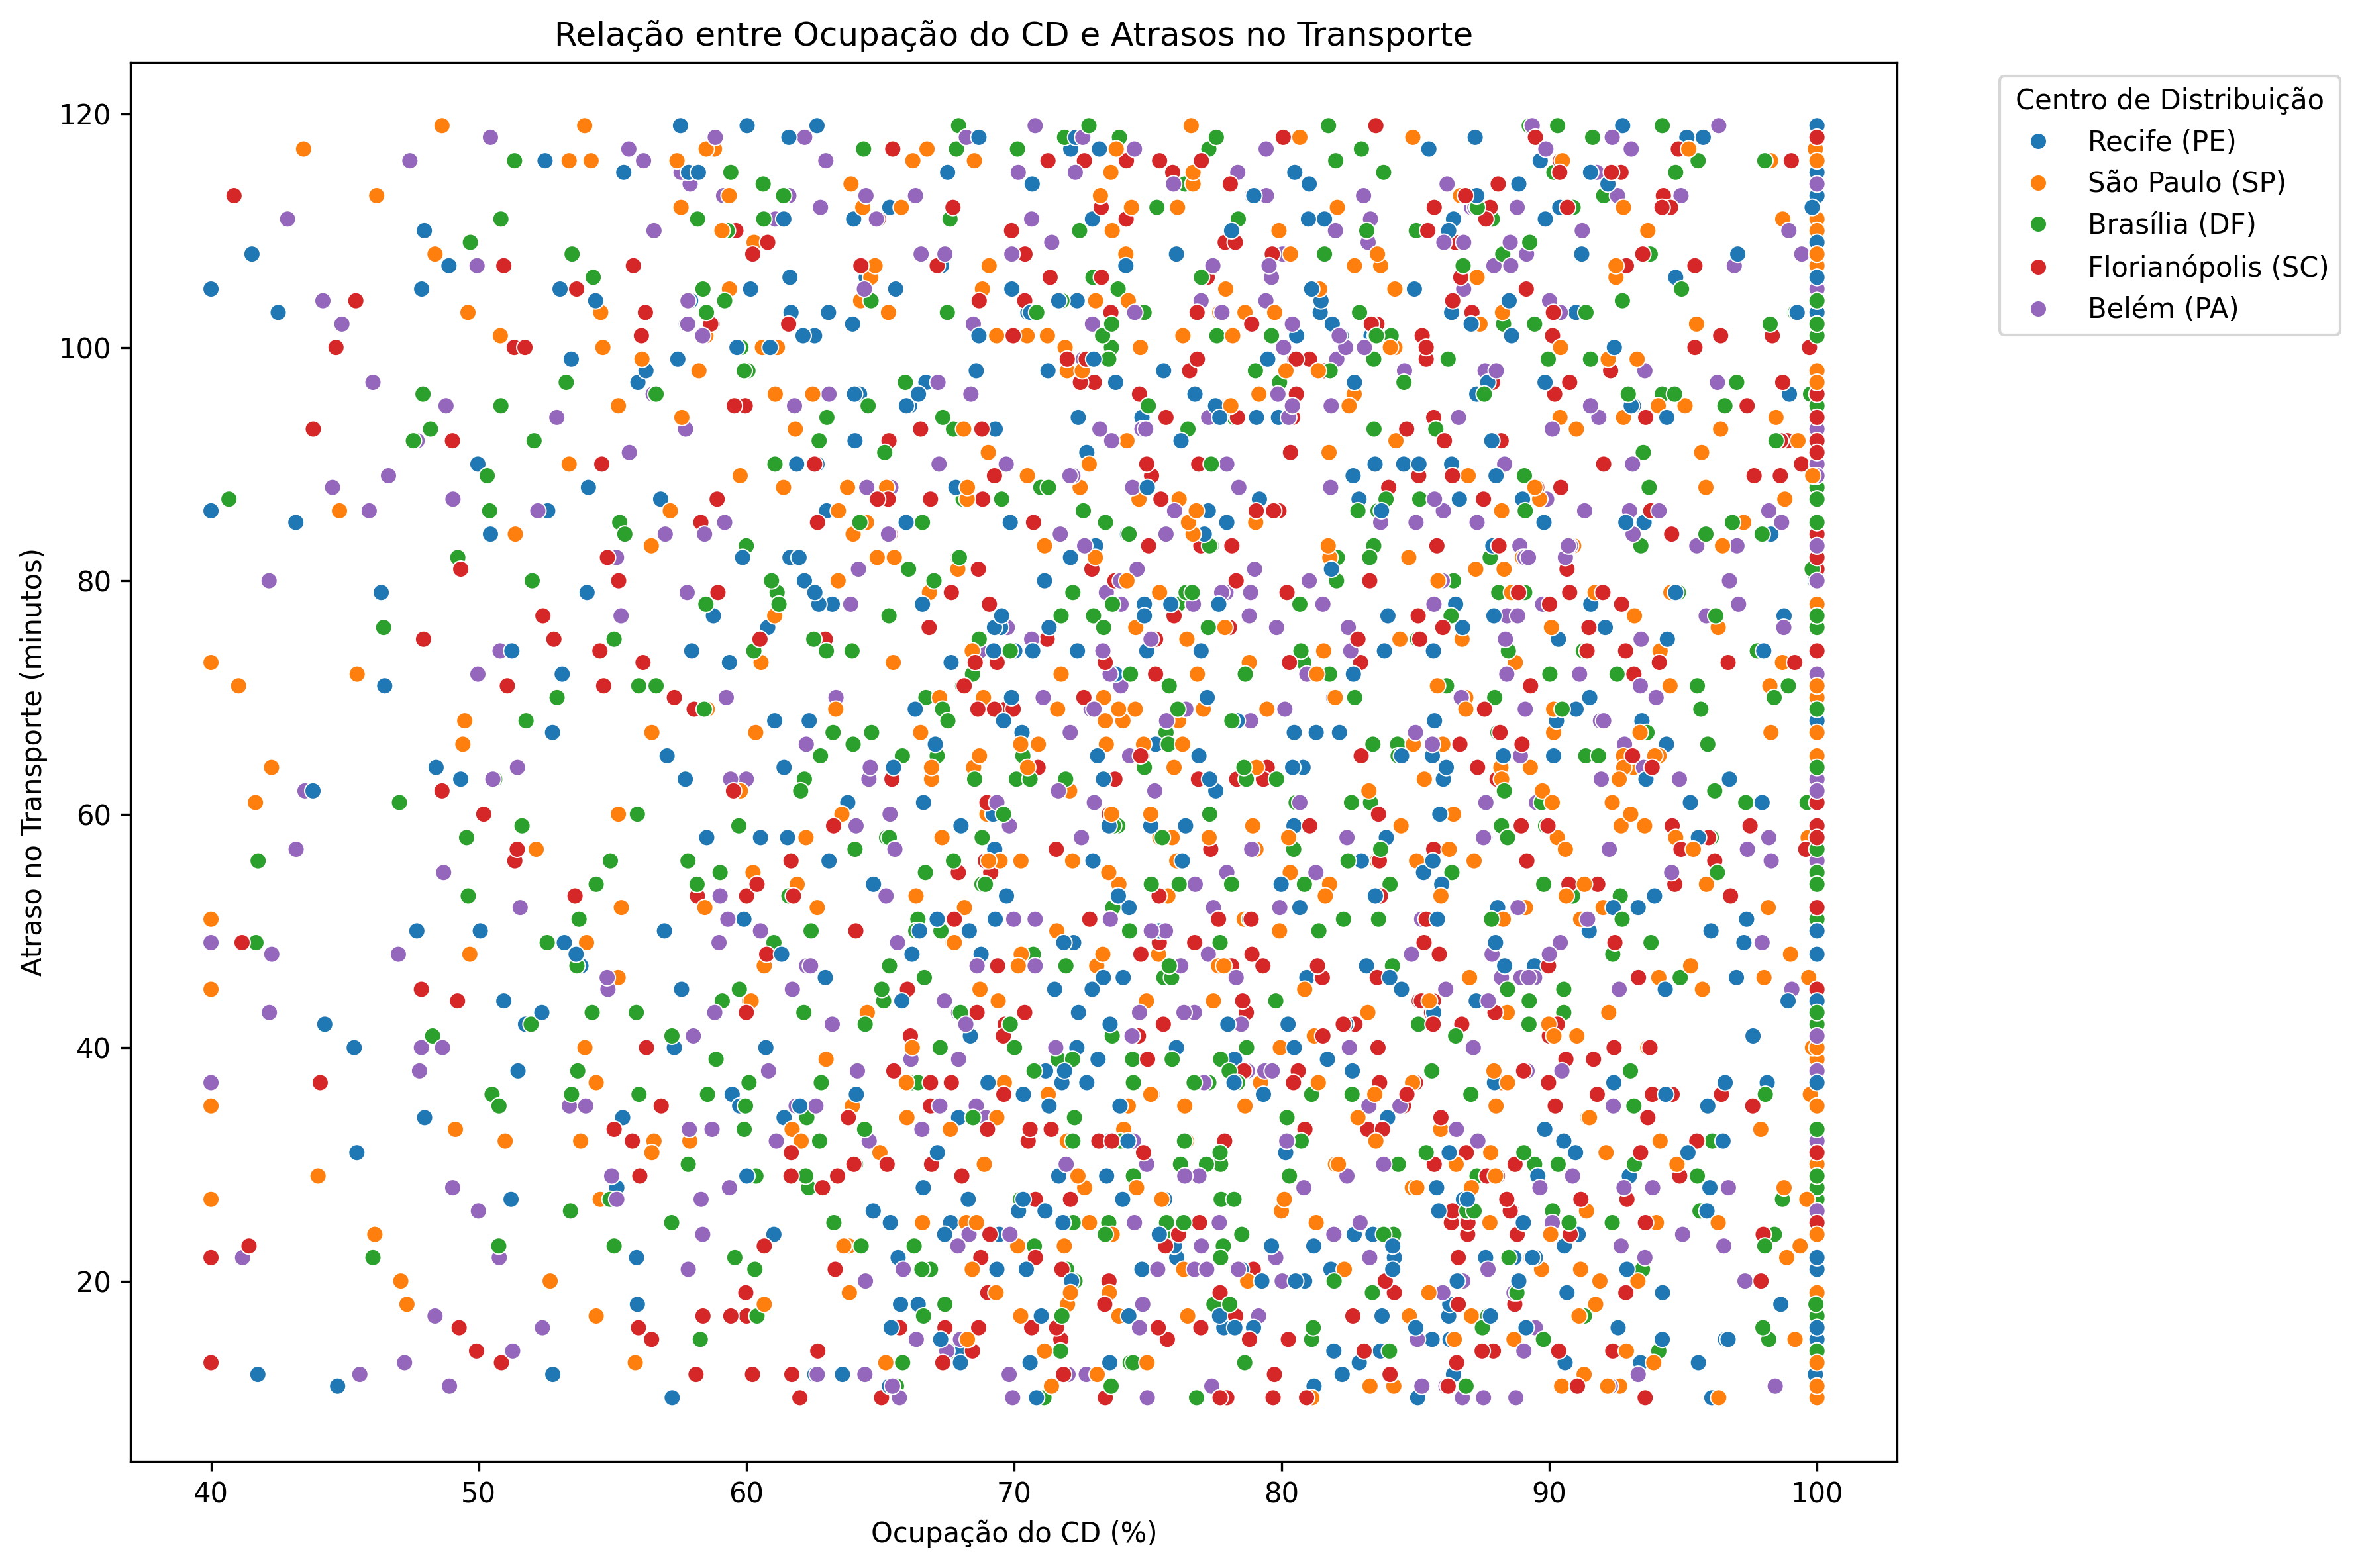 Relação entre Ocupação do CD e Atrasos no Transporte
Centro de Distribuição
Recife (PE)
São Paulo (SP)
Brasília (DF)
Florianópolis (SC)
Belém (PA)
Atraso no Transporte (minutos)
120
100
80
60
40
20
40 50 60 70 80 90 100
Ocupação do CD (%)